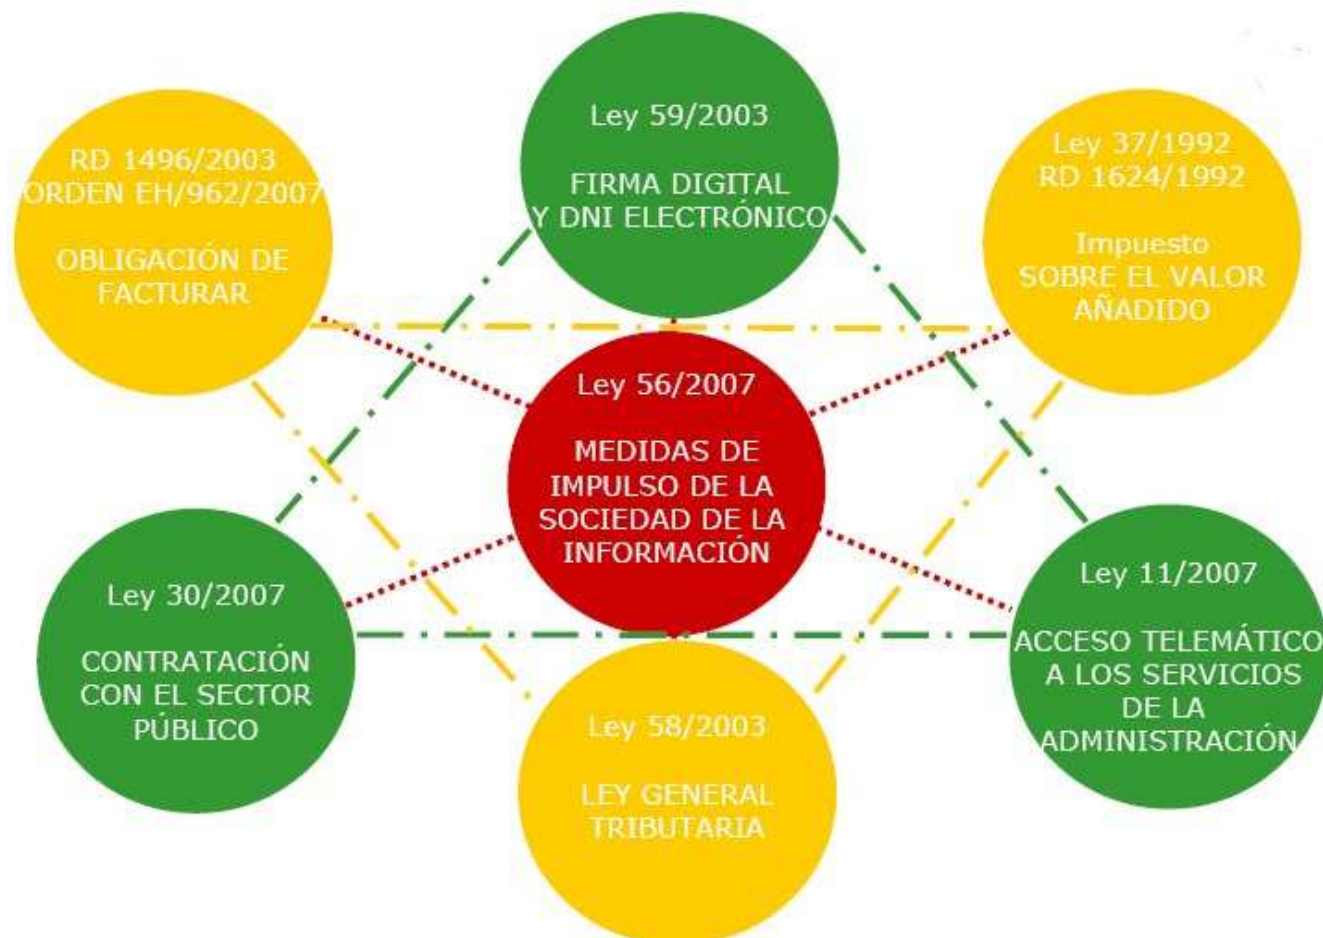 Ley 59/2003
FIRMA DIGITAL
Y DNI ELECTRÓNICO
RD 1496/2003
ORDEN EH/962/2007
OBLIGACIÓN DE
FACTURAR
Ley 37/1992
RD 1624/1992
Impuesto
SOBRE EL VALOR
AÑADIDO
Ley 56/2007
MEDIDAS DE
IMPULSO DE LA
SOCIEDAD DE LA
INFORMACIÓN
Ley 30/2007
CONTRATACIÓN
CON EL SECTOR
PÚBLICO
Ley 11/2007
ACCESO TELEMÁTICO
A LOS SERVICIOS
DE LA
ADMINISTRACIÓN
Ley 58/2003
LEY GENERAL
TRIBUTARIA